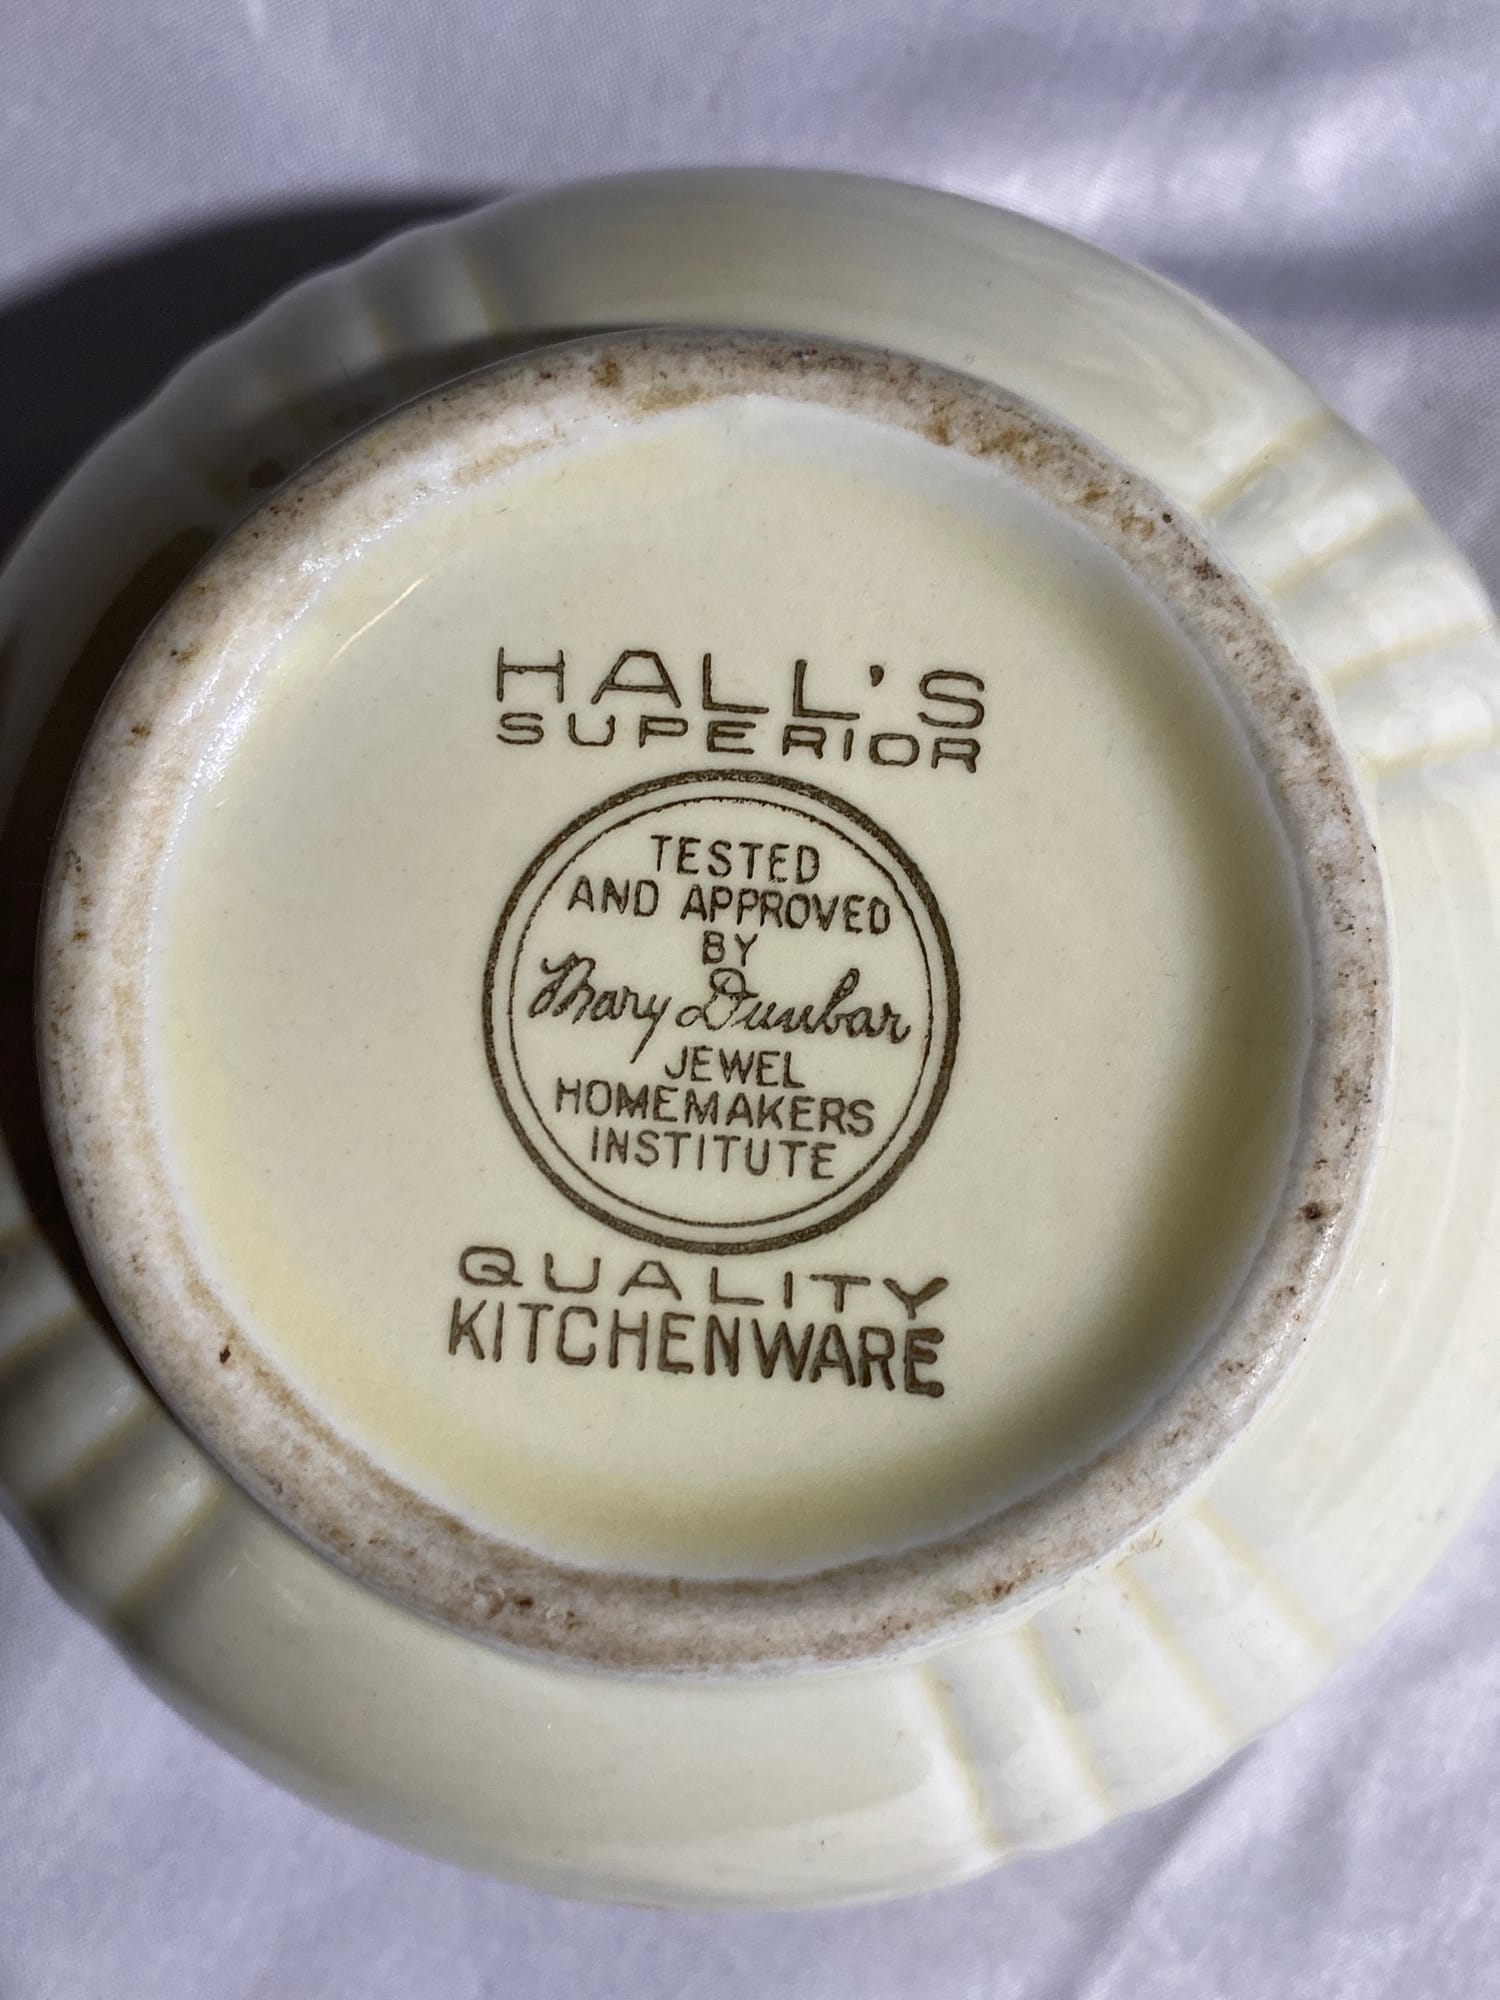 HALL'S
SUPERIOR
TESTED
AND APPROVED
BY
Mary Dunbar
JEWEL
HOMEMAKERS
INSTITUTE
QUALITY
KITCHENWARE